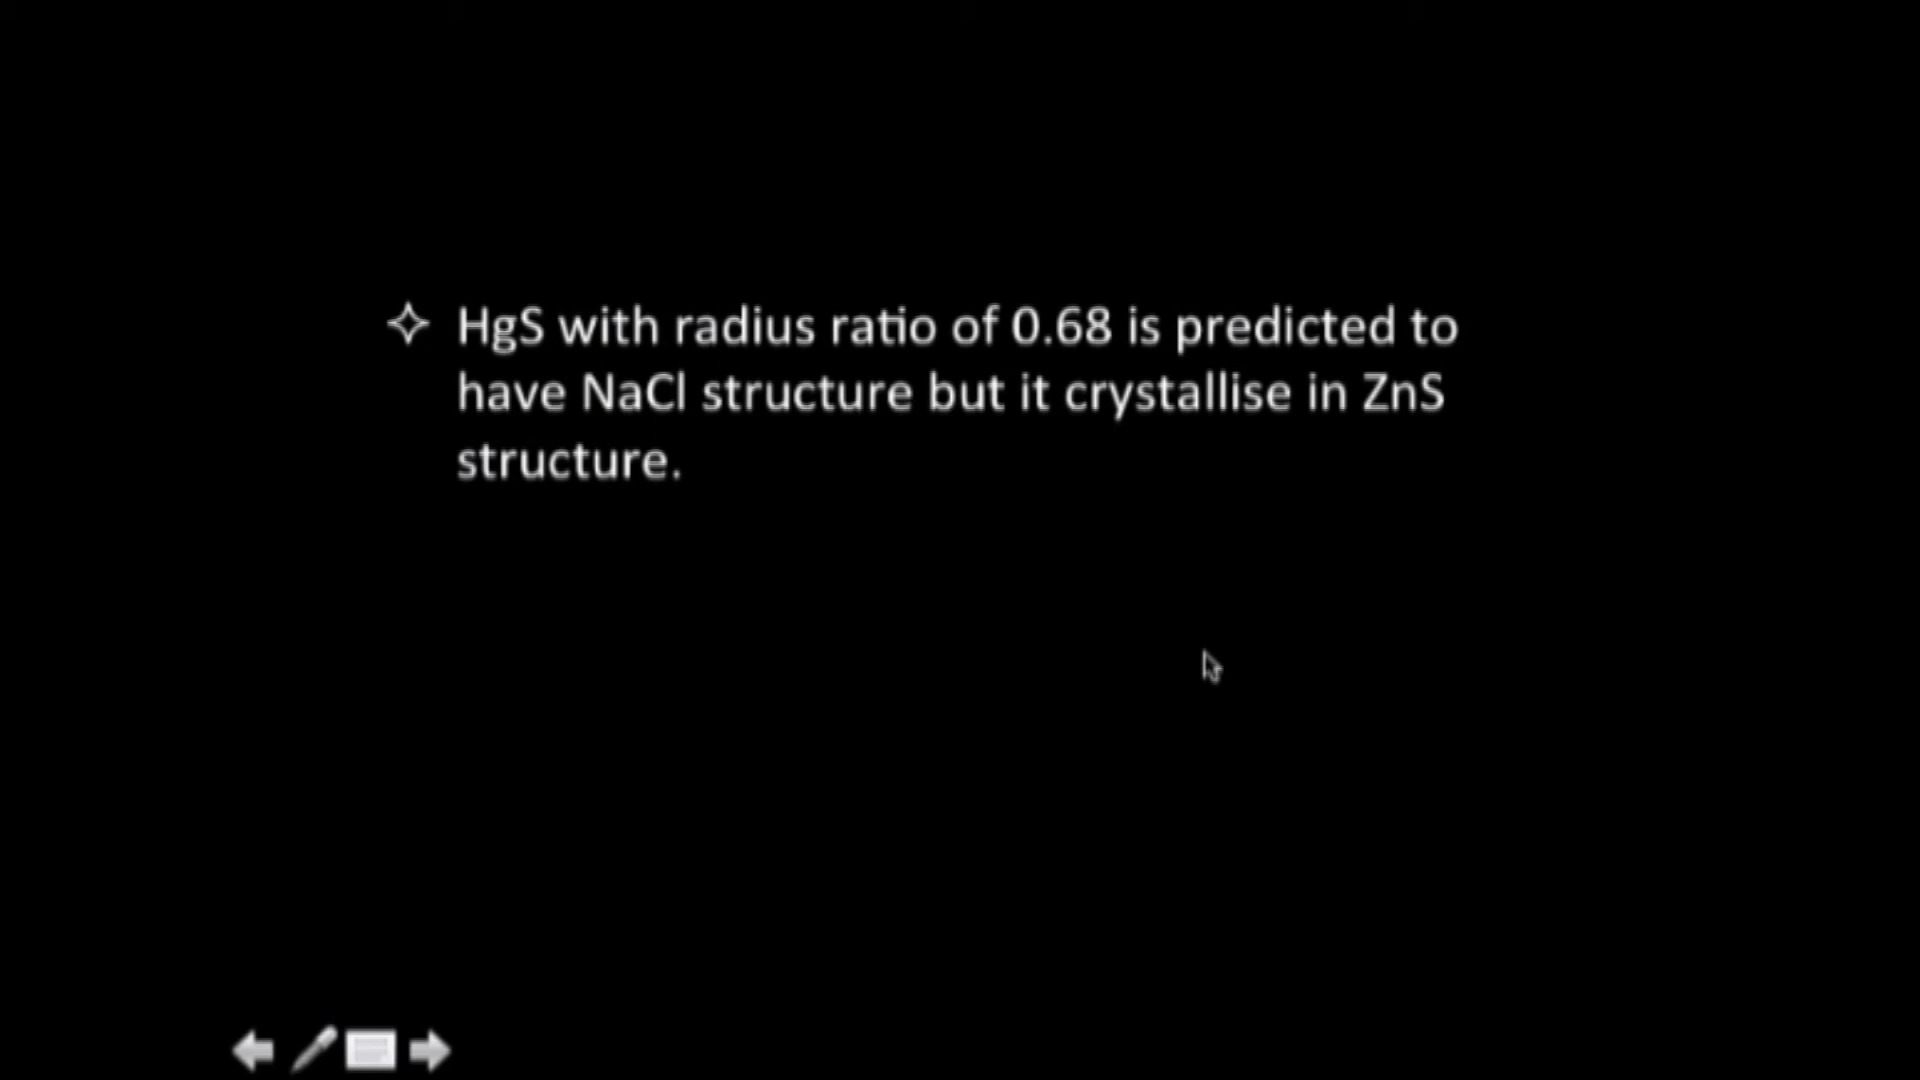 ✧ HgS with radius ratio of 0.68 is predicted to
have NaCl structure but it crystallise in ZnS
structure.